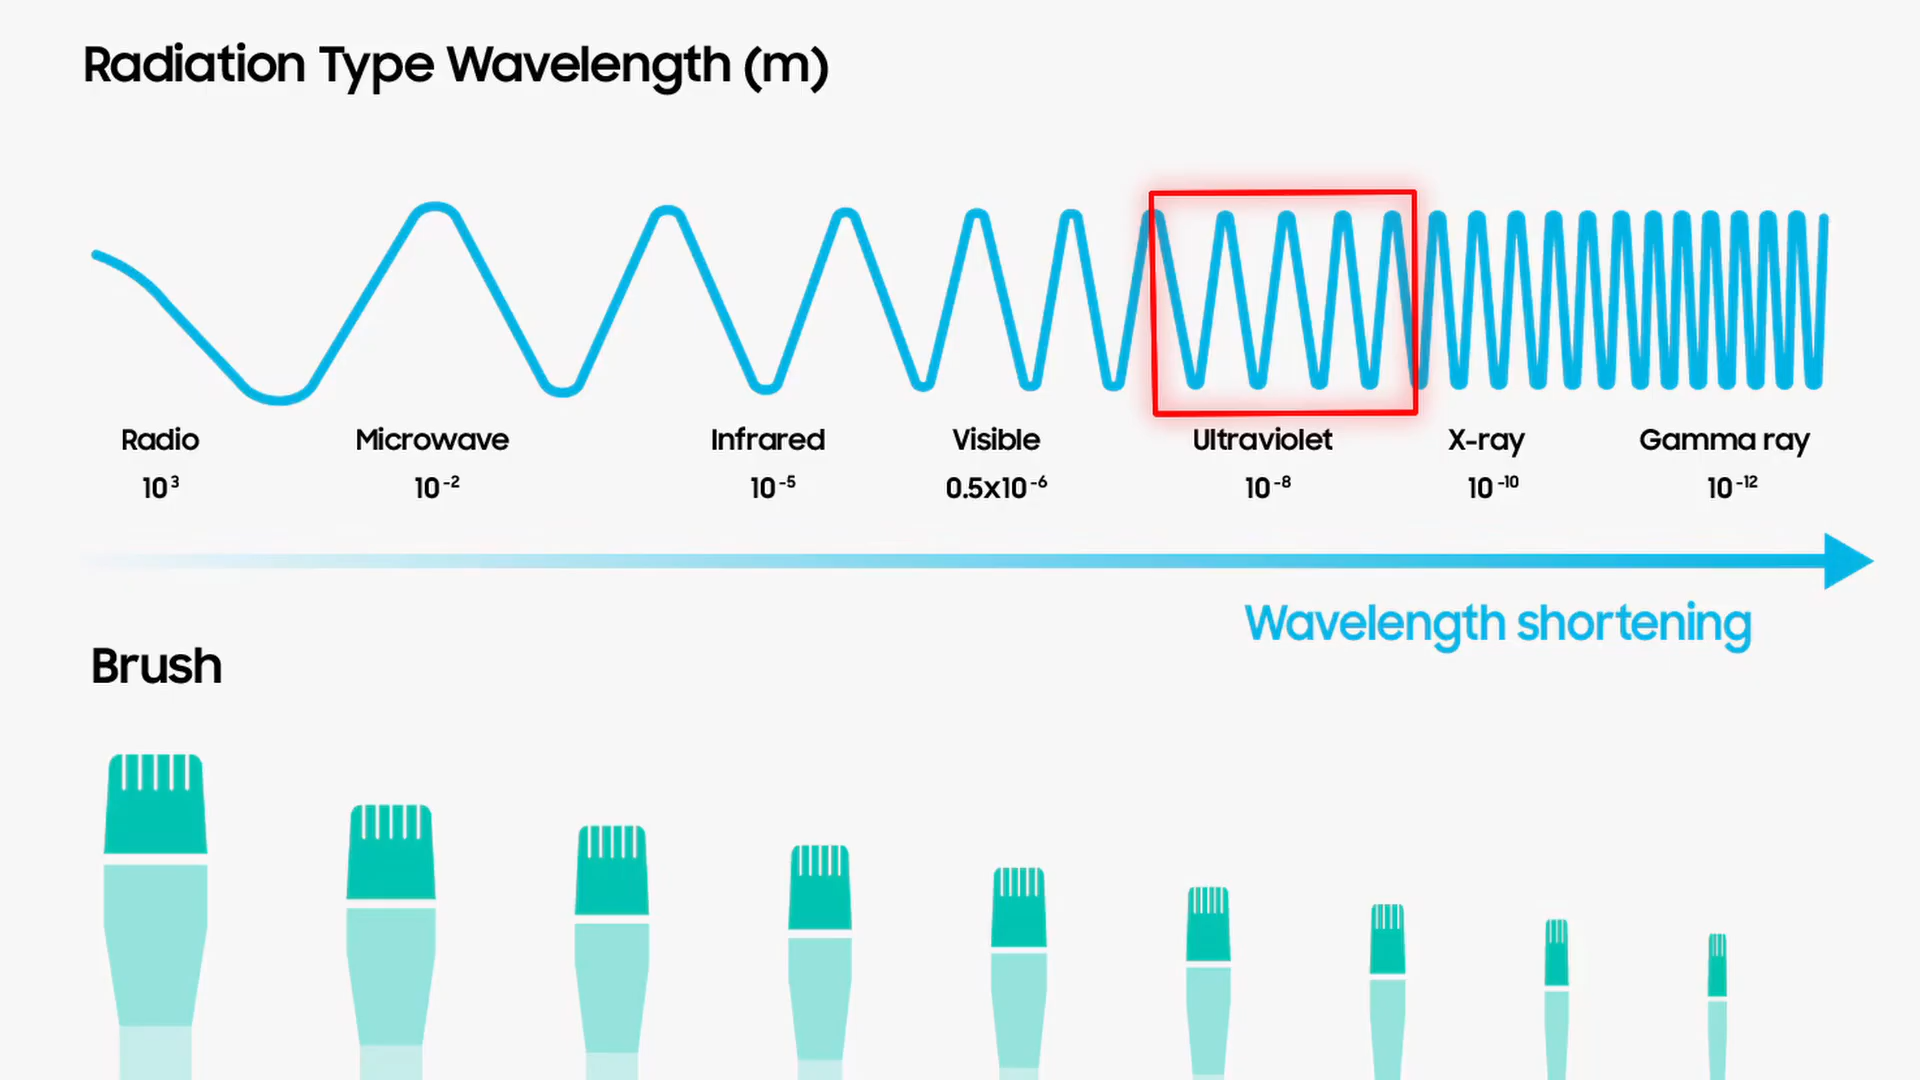 Radiation Type Wavelength (m)
Radio Microwave Infrared Visible Ultraviolet X-ray Gamma ray
10³ 10⁻² 10⁻⁵ 0.5x10⁻⁶ 10⁻⁸ 10⁻¹⁰ 10⁻¹²
Wavelength shortening
Brush